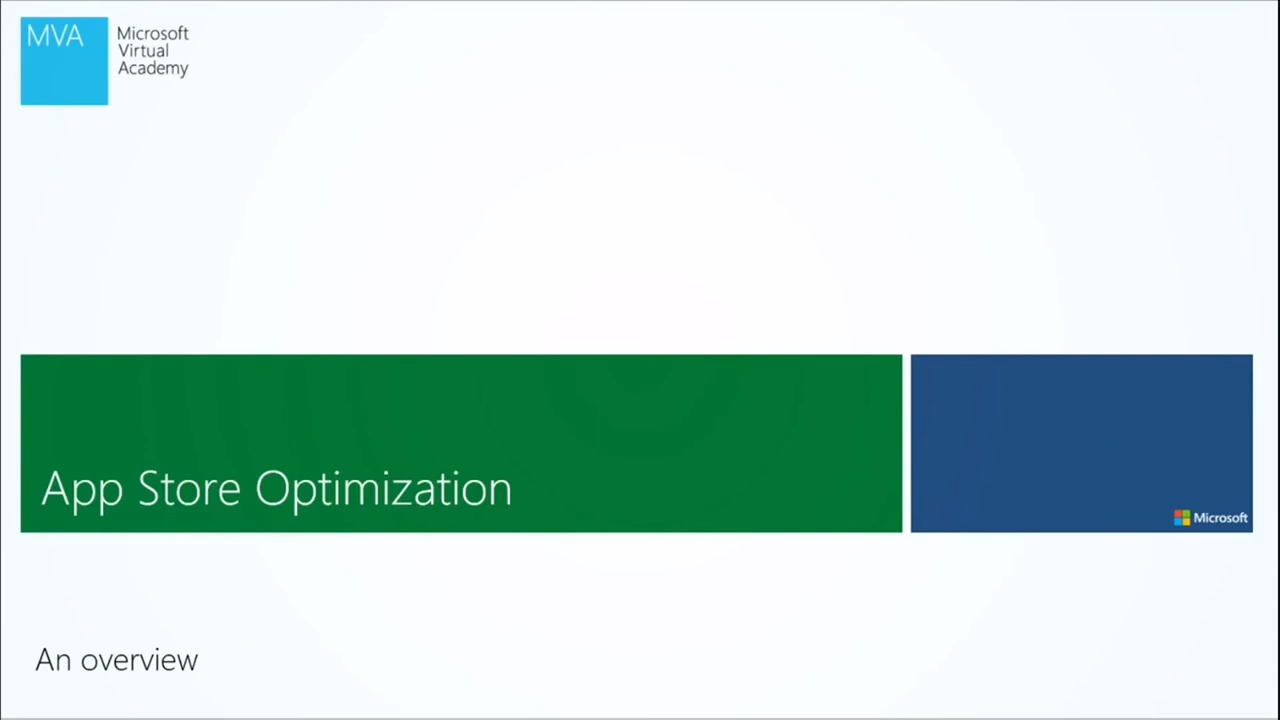 MVA
Microsoft
Virtual
Academy
App Store Optimization
Microsoft
An overview